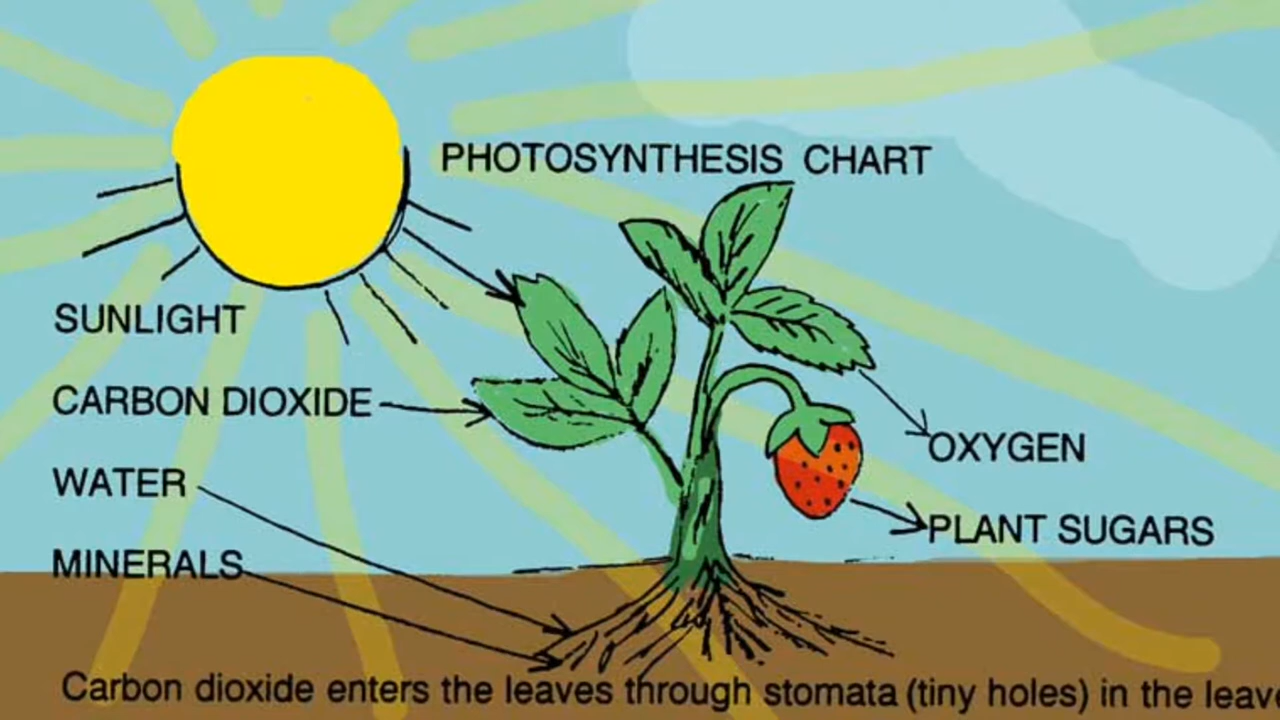 PHOTOSYNTHESIS CHART
SUNLIGHT
CARBON DIOXIDE
OXYGEN
WATER
PLANT SUGARS
MINERALS
Carbon dioxide enters the leaves through stomata (tiny holes) in the